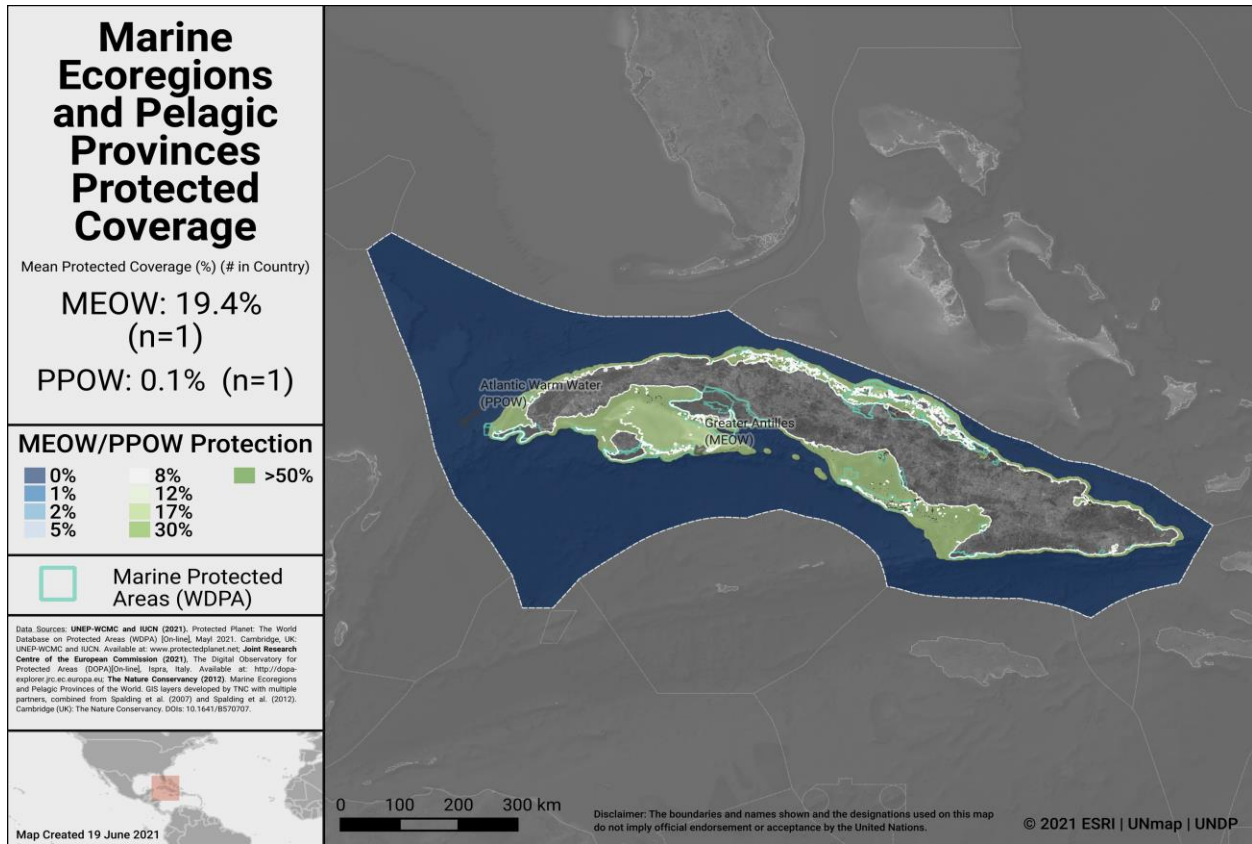 Marine
Ecoregions
and Pelagic
Provinces
Protected
Coverage
Mean Protected Coverage (%) (# in Country)
MEOW: 19.4%
(n=1)
PPOW: 0.1% (n=1)
MEOW/PPOW Protection
0%
1%
2%
5%
8%
12%
17%
30%
>50%
Marine Protected
Areas (WDPA)
Data Sources: UNEP-WCMC and IUCN (2021). Protected Planet: The World
Database on Protected Areas (WDPA) [On-line], Mayl 2021. Cambridge, UK:
UNEP-WCMC and IUCN. Available at: www.protectedplanet.net; Joint Research
Centre of the European Commission (2021), The Digital Observatory for
Protected Areas (DOPA)[On-line], Ispra, Italy. Available at: http://dopa-
explorer.jrc.ec.europa.eu; The Nature Conservancy (2012). Marine Ecoregions
and Pelagic Provinces of the World. GIS layers developed by TNC with multiple
partners, combined from Spalding et al. (2007) and Spalding et al. (2012).
Cambridge (UK): The Nature Conservancy. DOIs: 10.1641/B570707.
Map Created 19 June 2021
Atlantic Warm Water
(PPOW)
Greater Antilles
(MEOW)
0 100 200 300 km
Disclaimer: The boundaries and names shown and the designations used on this map
do not imply official endorsement or acceptance by the United Nations.
© 2021 ESRI | UNmap | UNDP